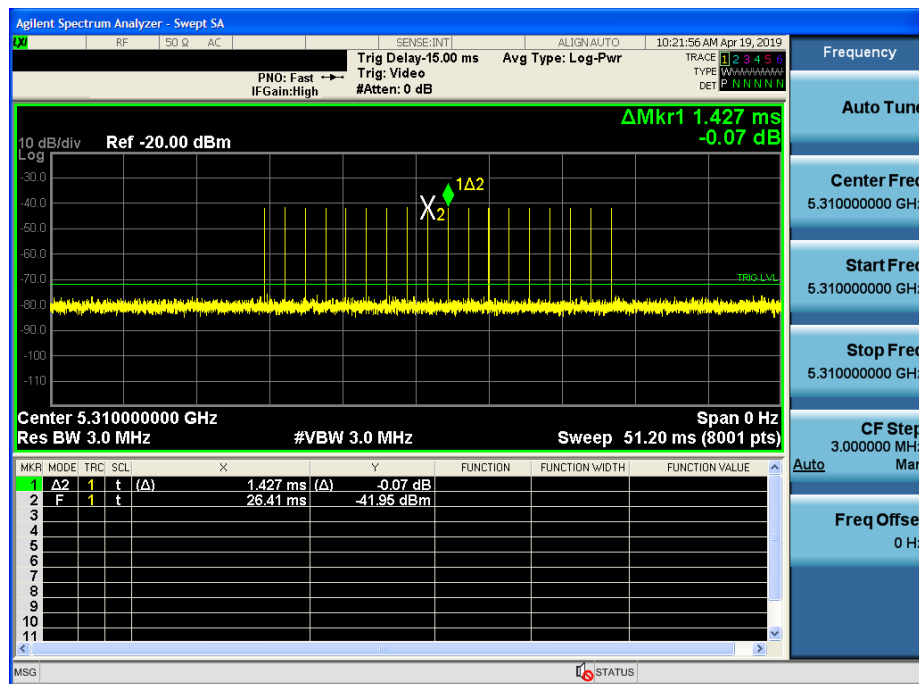 Agilent Spectrum Analyzer - Swept SA
LXI RF 50 Ω AC SENSE:INT ALIGN AUTO 10:21:56 AM Apr 19, 2019
Frequency
Trig Delay-15.00 ms Avg Type: Log-Pwr TRACE 1 2 3 4 5 6
PNO: Fast Trig: Video TYPE
IFGain:High #Atten: 0 dB DET P N N N N N
Auto Tune
ΔMkr1 1.427 ms
-0.07 dB
10 dB/div Ref -20.00 dBm
Log
-30.0
-40.0
-50.0
-60.0
-70.0
-80.0
-90.0
-100
-110
1Δ2
2
TRIG LVL
Center Freq
5.310000000 GHz
Start Freq
5.310000000 GHz
Stop Freq
5.310000000 GHz
Center 5.310000000 GHz Span 0 Hz
Res BW 3.0 MHz #VBW 3.0 MHz Sweep 51.20 ms (8001 pts)
CF Step
3.000000 MHz
Auto Man
MKR MODE TRC SCL X Y FUNCTION FUNCTION WIDTH FUNCTION VALUE
1 Δ2 1 t (Δ) 1.427 ms (Δ) -0.07 dB
2 F 1 t 26.41 ms -41.95 dBm
3
4
5
6
7
8
9
10
11
Freq Offset
0 Hz
MSG STATUS